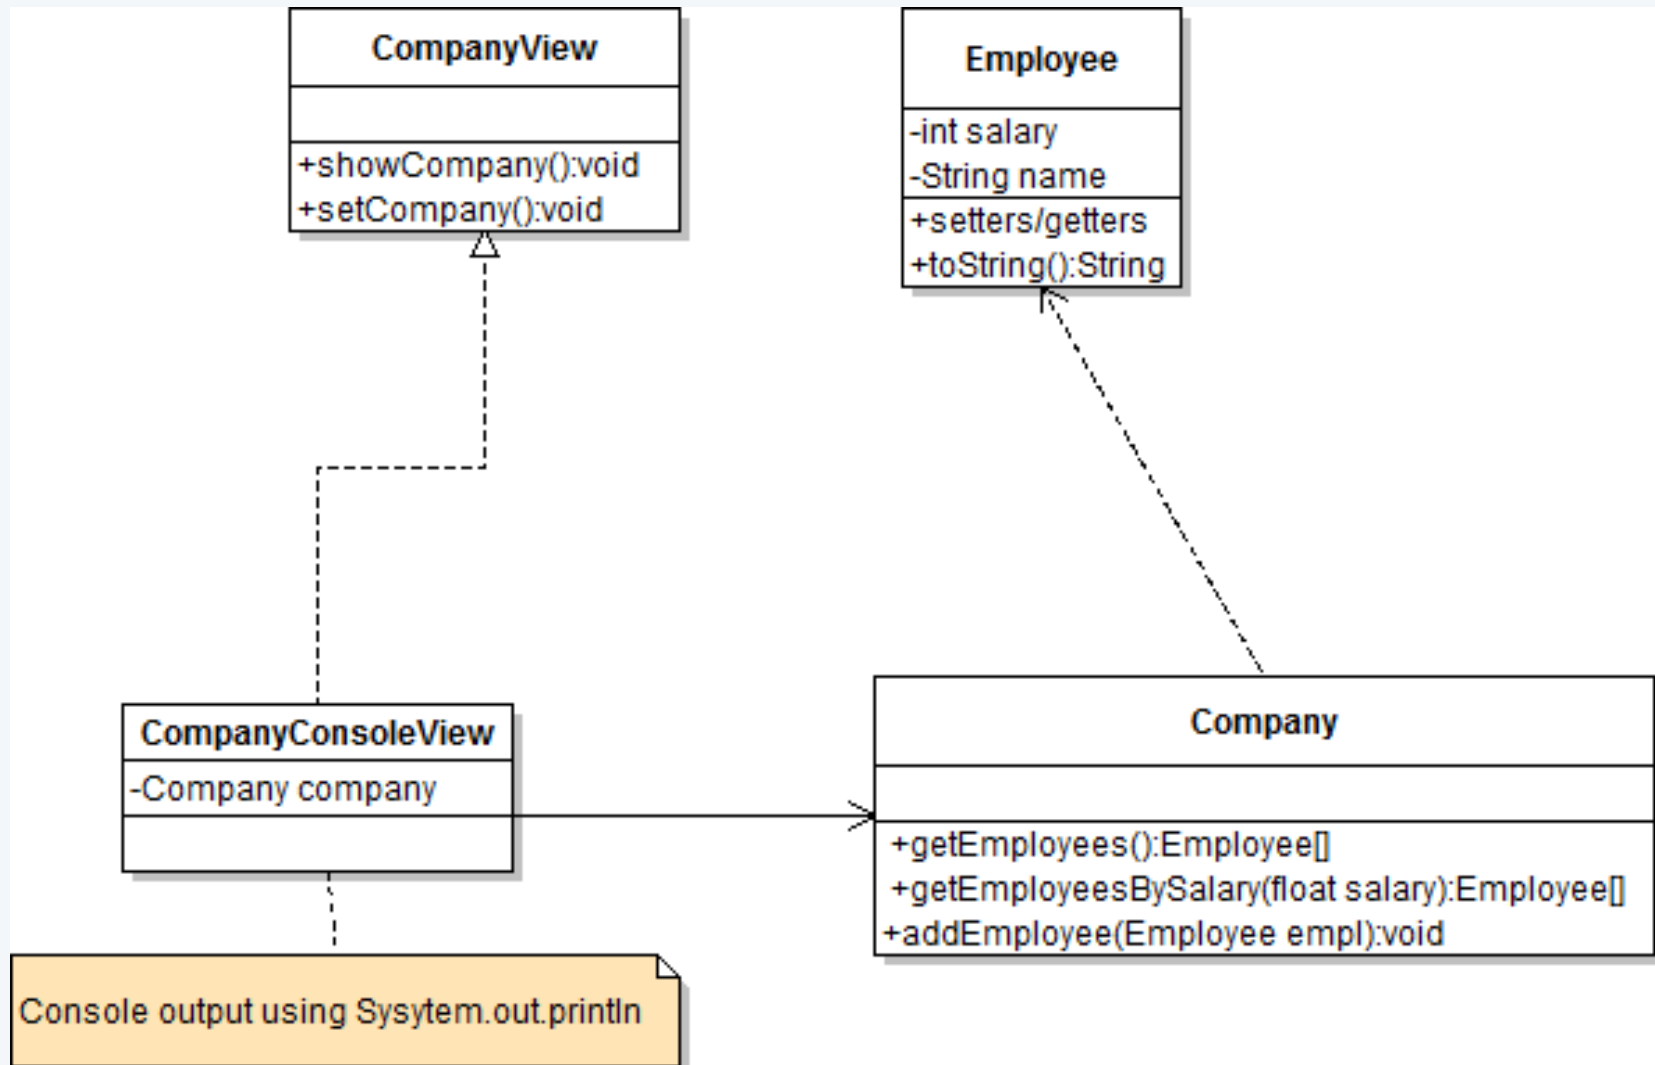 CompanyView
+showCompany():void
+setCompany():void
Employee
-int salary
-String name
+setters/getters
+toString():String
CompanyConsoleView
-Company company
Company
+getEmployees():Employee[]
+getEmployeesBySalary(float salary):Employee[]
+addEmployee(Employee empl):void
Console output using Sysytem.out.println